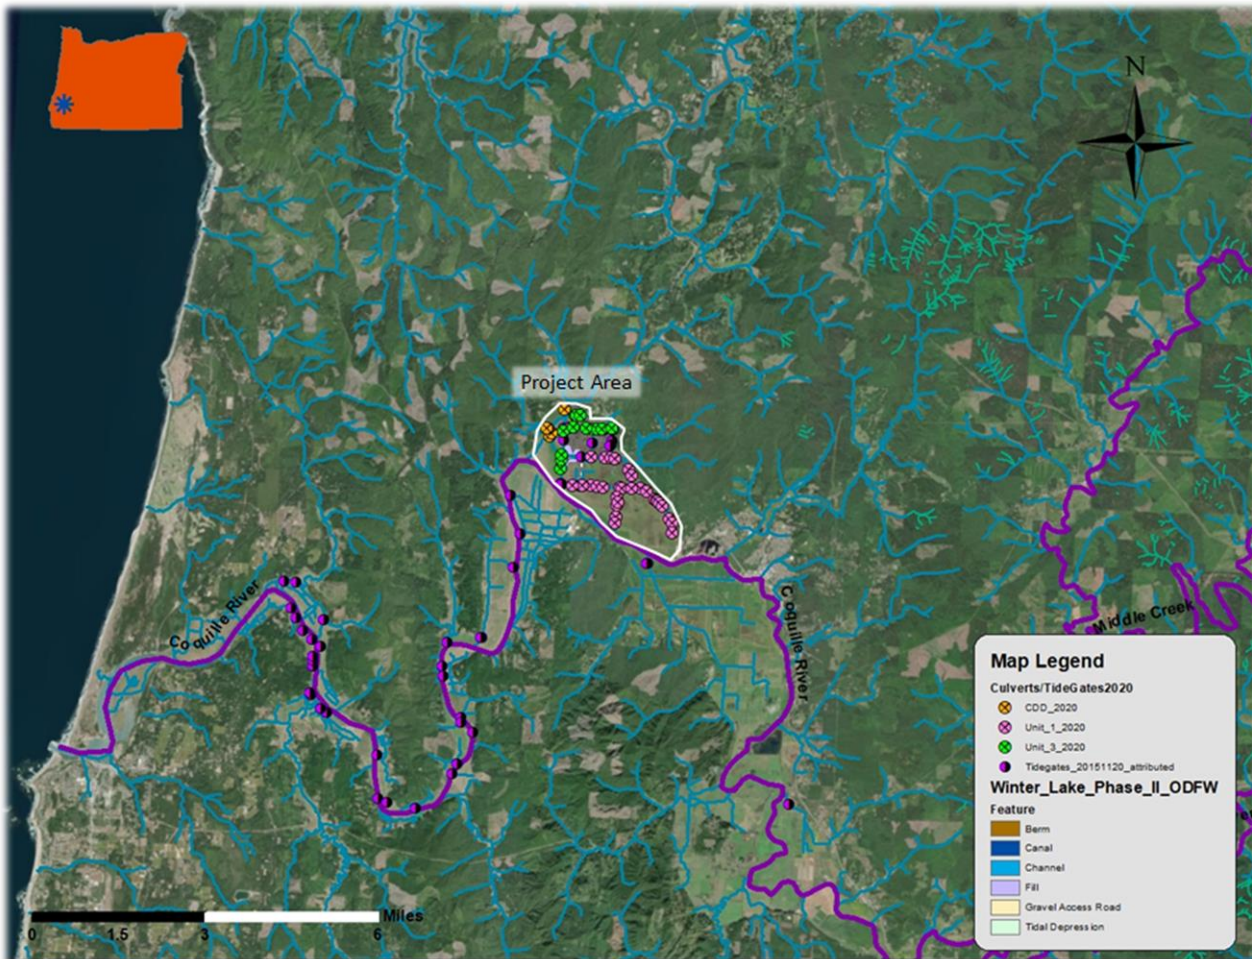 N
Project Area
Coquille River
Coquille River
Middle Creek
Map Legend
Culverts/TideGates2020
CDD_2020
Unit_1_2020
Unit_3_2020
Tidegates_20151120_attributed
Winter_Lake_Phase_II_ODFW
Feature
Berm
Canal
Channel
Fill
Gravel Access Road
Tidal Depression
Miles
0 1.5 3 6